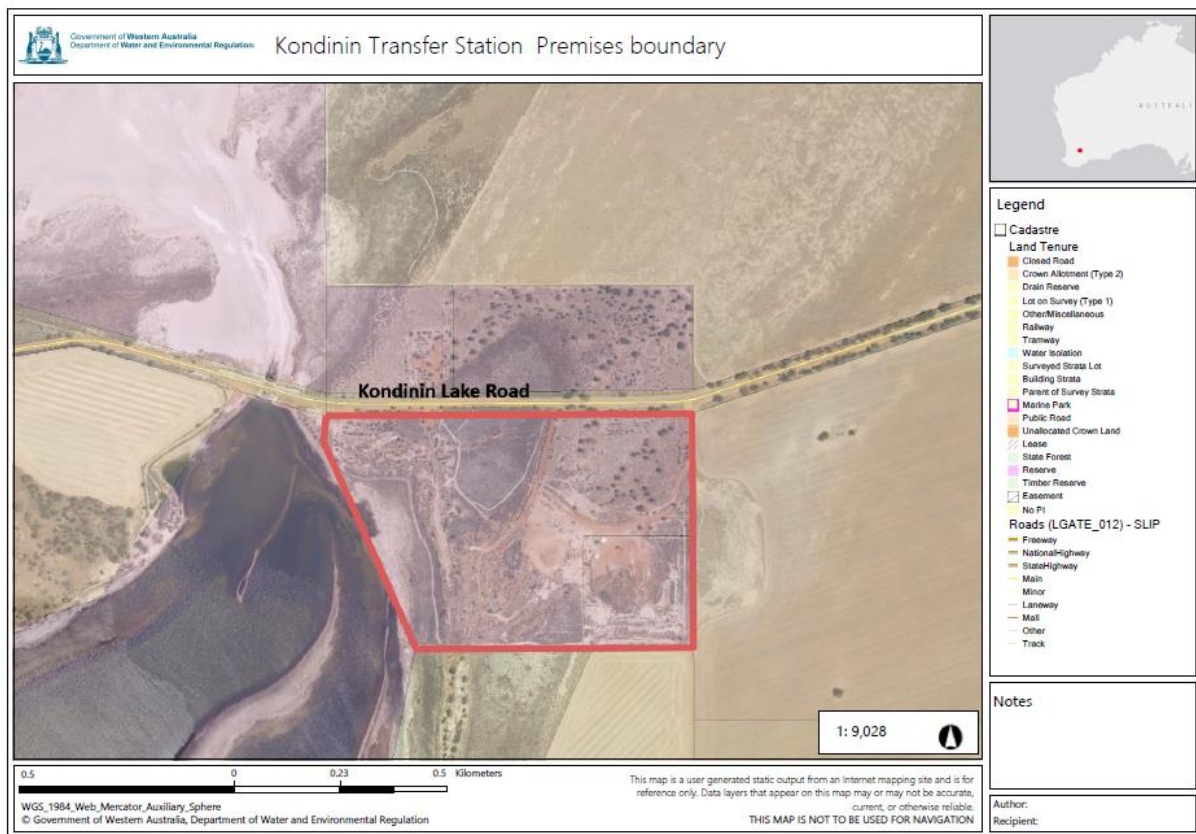 Government of Western Australia
Department of Water and Environmental Regulation
Kondinin Transfer Station Premises boundary
AUSTRALI
Kondinin Lake Road
1: 9,028
Legend
Cadastre
Land Tenure
Closed Road
Crown Allotment (Type 2)
Drain Reserve
Lot on Survey (Type 1)
Other/Miscellaneous
Railway
Tramway
Water Isolation
Surveyed Strata Lot
Building Strata
Parent of Survey Strata
Marine Park
Public Road
Unallocated Crown Land
Lease
State Forest
Reserve
Timber Reserve
Easement
No PI
Roads (LGATE_012) - SLIP
Freeway
NationalHighway
StateHighway
Main
Minor
Laneway
Mall
Other
Track
Notes
0.5 0 0.23 0.5 Kilometers
WGS_1984_Web_Mercator_Auxiliary_Sphere
© Government of Western Australia, Department of Water and Environmental Regulation
This map is a user generated static output from an Internet mapping site and is for
reference only. Data layers that appear on this map may or may not be accurate,
current, or otherwise reliable.
THIS MAP IS NOT TO BE USED FOR NAVIGATION
Author:
Recipient: